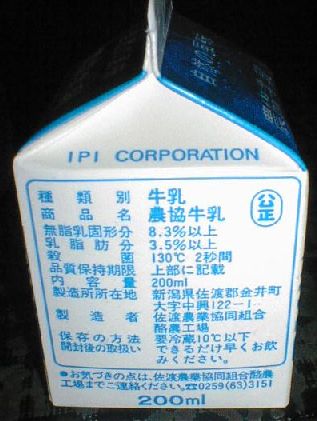 IPI CORPORATION
種類別 牛乳
商品名 農協牛乳
公正
無脂乳固形分 8.3%以上
乳脂肪分 3.5%以上
殺菌 130℃ 2秒間
品質保持期限 上部に記載
内容量 200ml
製造所所在地 新潟県佐渡郡金井町
大字中興122-1
製造者 佐渡農業協同組合
酪農工場
保存の方法 要冷蔵10℃以下
開封後の取扱い できるだけ早くお飲
みください。
●お気づきの点は、佐渡農業協同組合酪農
工場までご連絡ください。☎0259(63)3151
200ml